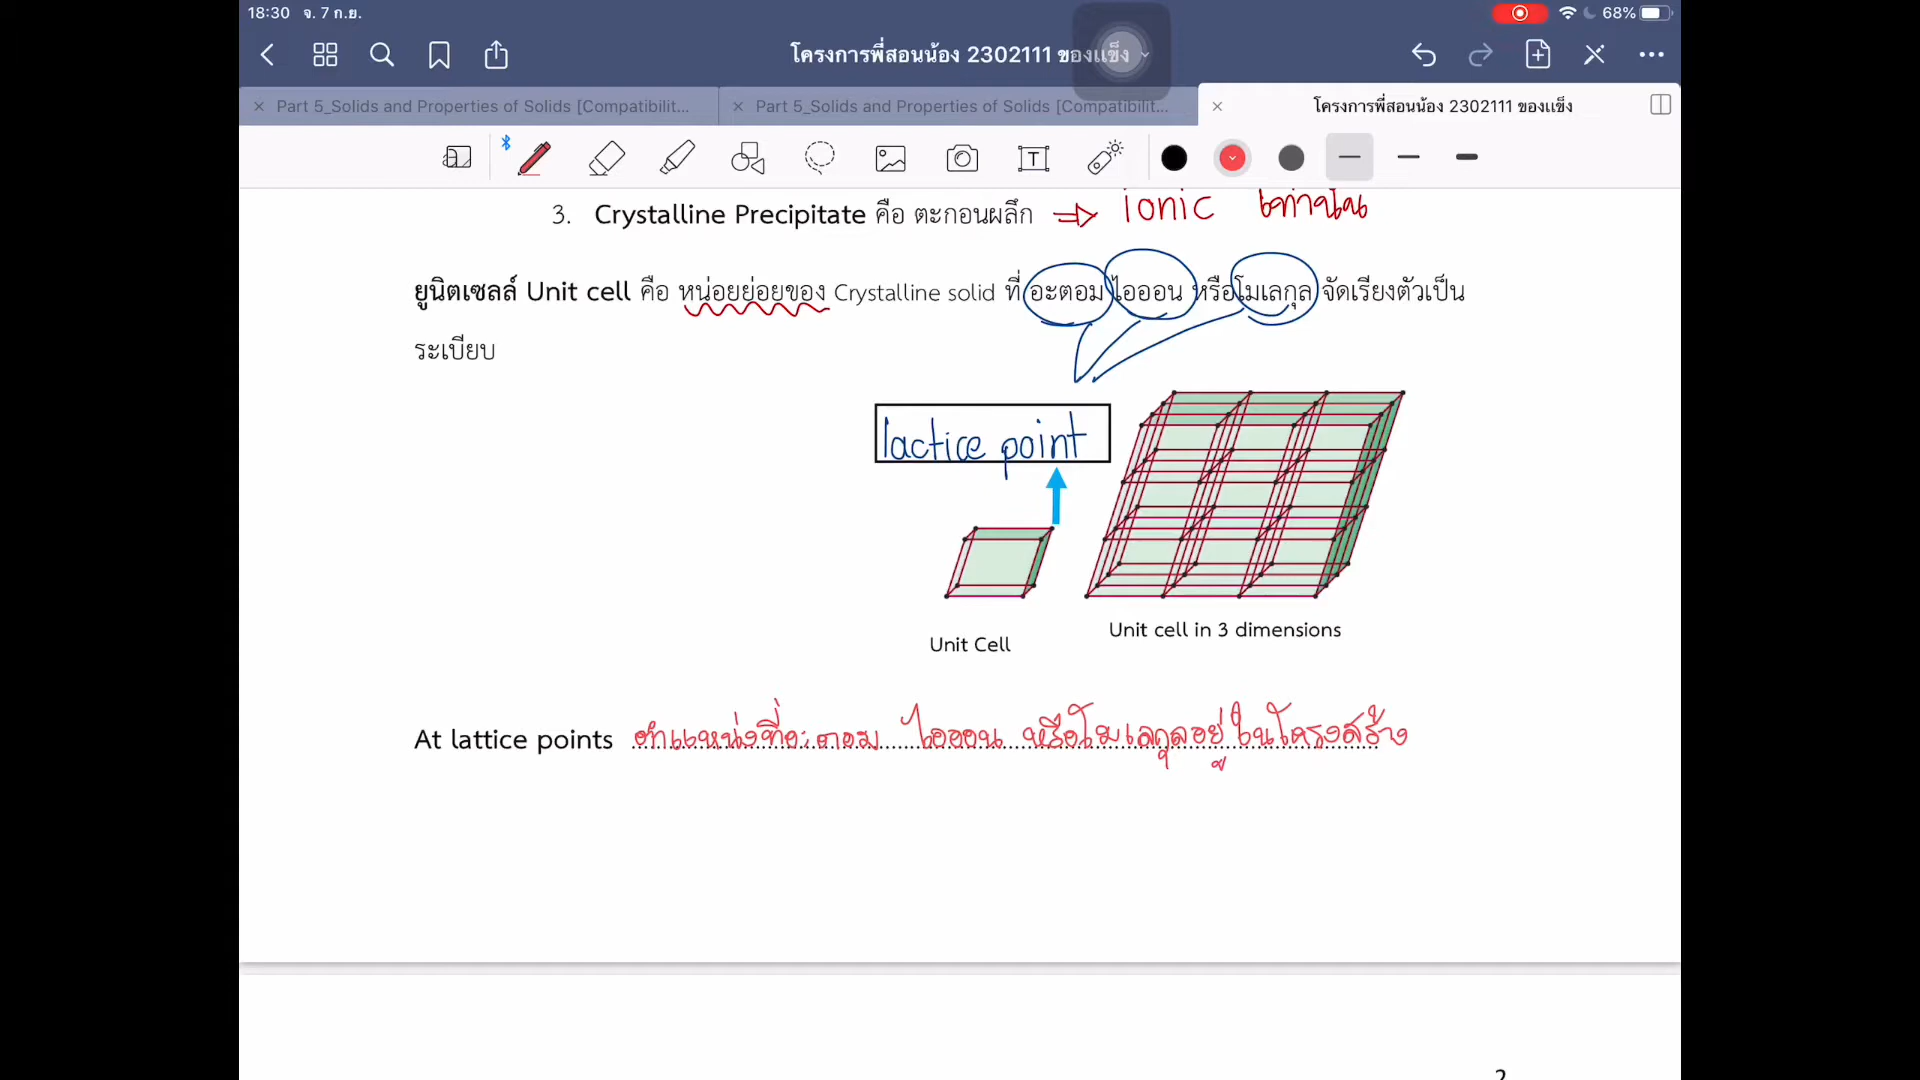 18:30 จ. 7 ก.ย.
68%
โครงการพี่สอนน้อง 2302111 ของแข็ง
Part 5_Solids and Properties of Solids [Compatibilit...
Part 5_Solids and Properties of Solids [Compatibilit...
โครงการพี่สอนน้อง 2302111 ของแข็ง
3. Crystalline Precipitate คือ ตะกอนผลึก ⇒ ionic เท่านั้น
ยูนิตเซลล์ Unit cell คือ หน่อยย่อยของ Crystalline solid ที่ อะตอม ไอออน หรือโมเลกุล จัดเรียงตัวเป็น
ระเบียบ
lactice point
Unit Cell
Unit cell in 3 dimensions
At lattice points ตำแหน่งที่อะตอม ไอออน หรือโมเลกุลอยู่ในโครงสร้าง
2